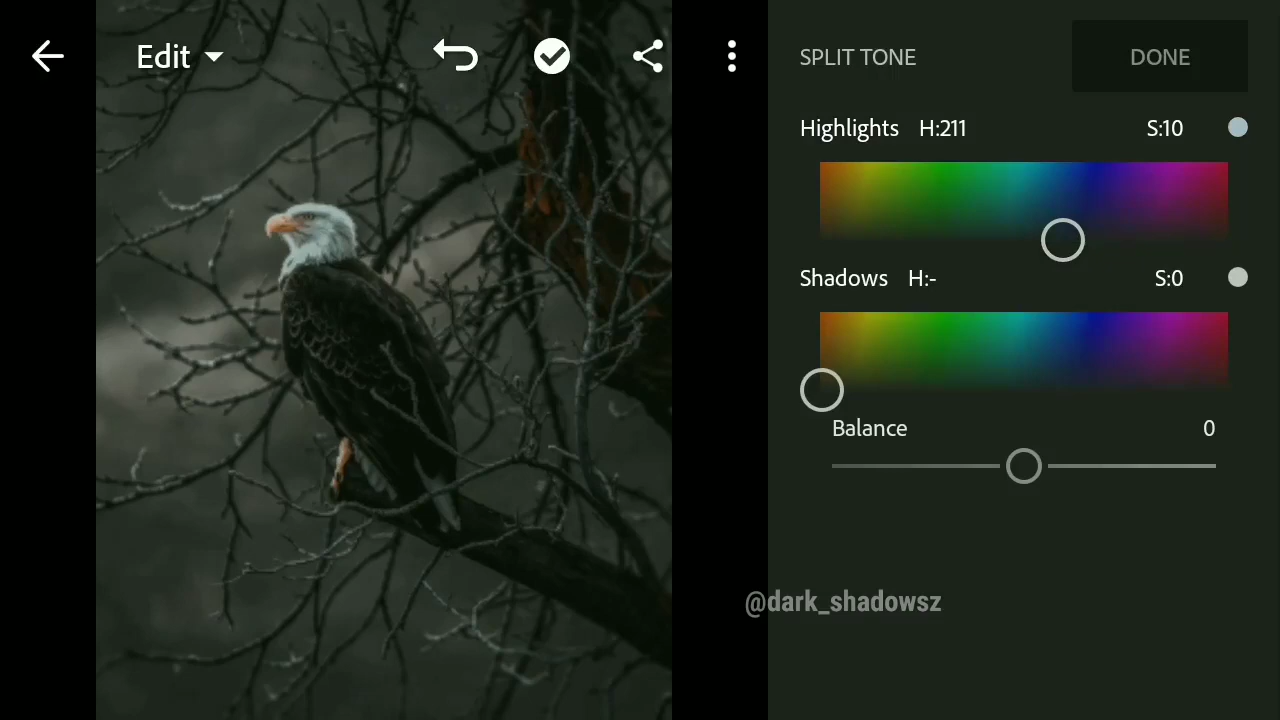 Edit
SPLIT TONE
DONE
Highlights H:211 S:10
Shadows H:- S:0
Balance 0
@dark_shadowsz